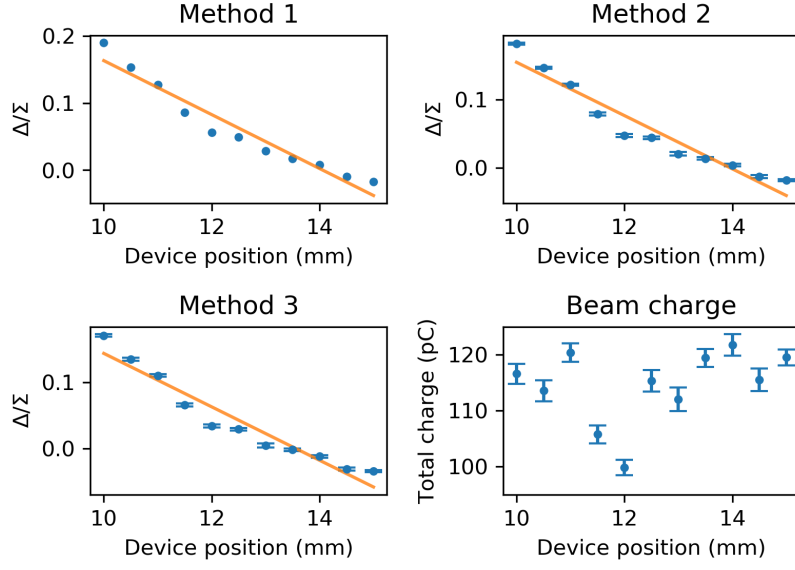 Method 1
Δ/Σ
0.2
0.1
0.0
10 12 14
Device position (mm)
Method 2
Δ/Σ
0.1
0.0
10 12 14
Device position (mm)
Method 3
Δ/Σ
0.1
0.0
10 12 14
Device position (mm)
Beam charge
Total charge (pC)
120
110
100
10 12 14
Device position (mm)